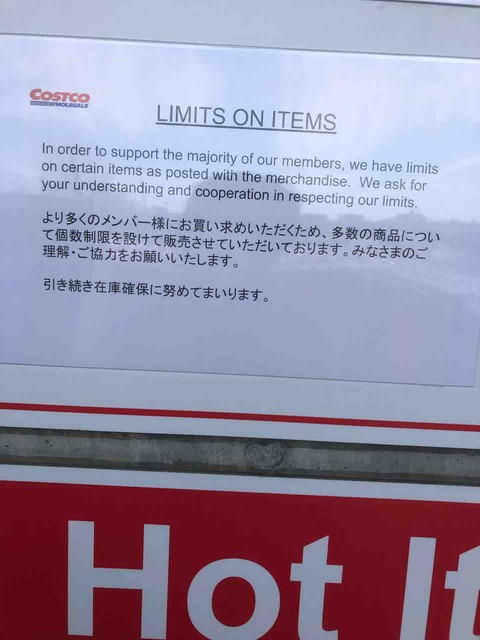 COSTCO
WHOLESALE
LIMITS ON ITEMS
In order to support the majority of our members, we have limits
on certain items as posted with the merchandise. We ask for
your understanding and cooperation in respecting our limits.
より多くのメンバー様にお買い求めいただくため、多数の商品につい
て個数制限を設けて販売させていただいております。みなさまのご
理解・ご協力をお願いいたします。
引き続き在庫確保に努めてまいります。
Hot It